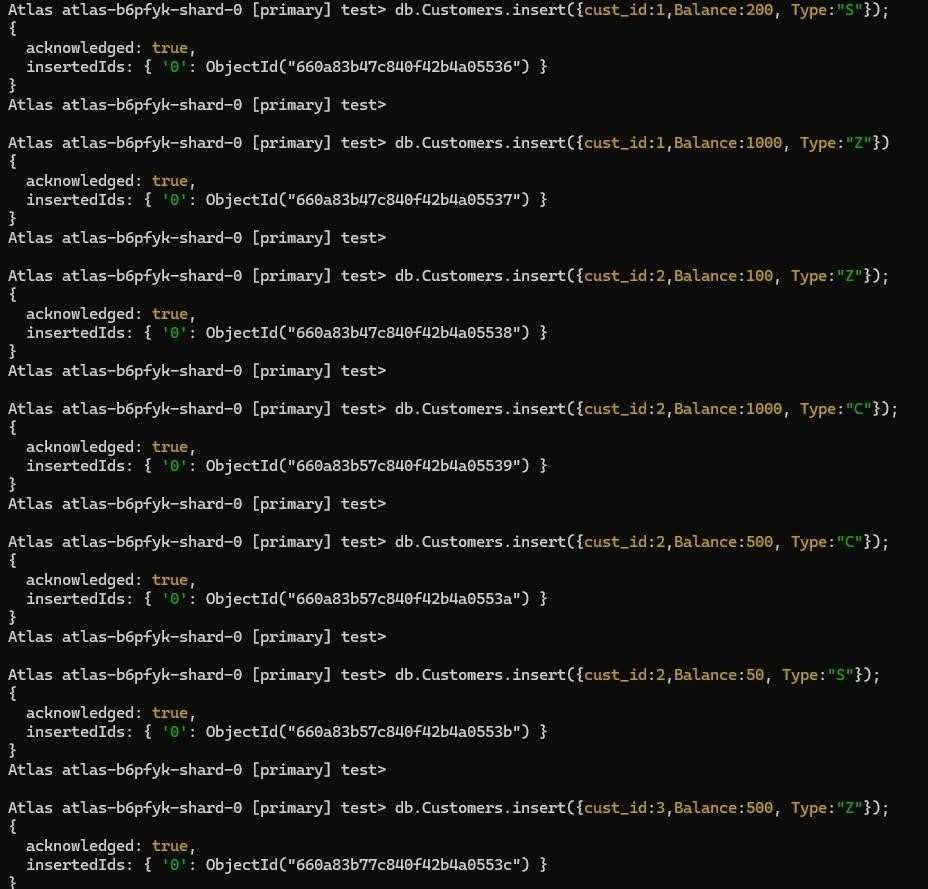 Atlas atlas-b6pfyk-shard-0 [primary] test> db.Customers.insert({cust_id:1,Balance:200, Type:"S"});
{
  acknowledged: true,
  insertedIds: { '0': ObjectId("660a83b47c840f42b4a05536") }
}
Atlas atlas-b6pfyk-shard-0 [primary] test>
Atlas atlas-b6pfyk-shard-0 [primary] test> db.Customers.insert({cust_id:1,Balance:1000, Type:"Z"})
{
  acknowledged: true,
  insertedIds: { '0': ObjectId("660a83b47c840f42b4a05537") }
}
Atlas atlas-b6pfyk-shard-0 [primary] test>
Atlas atlas-b6pfyk-shard-0 [primary] test> db.Customers.insert({cust_id:2,Balance:100, Type:"Z"});
{
  acknowledged: true,
  insertedIds: { '0': ObjectId("660a83b47c840f42b4a05538") }
}
Atlas atlas-b6pfyk-shard-0 [primary] test>
Atlas atlas-b6pfyk-shard-0 [primary] test> db.Customers.insert({cust_id:2,Balance:1000, Type:"C"});
{
  acknowledged: true,
  insertedIds: { '0': ObjectId("660a83b57c840f42b4a05539") }
}
Atlas atlas-b6pfyk-shard-0 [primary] test>
Atlas atlas-b6pfyk-shard-0 [primary] test> db.Customers.insert({cust_id:2,Balance:500, Type:"C"});
{
  acknowledged: true,
  insertedIds: { '0': ObjectId("660a83b57c840f42b4a0553a") }
}
Atlas atlas-b6pfyk-shard-0 [primary] test>
Atlas atlas-b6pfyk-shard-0 [primary] test> db.Customers.insert({cust_id:2,Balance:50, Type:"S"});
{
  acknowledged: true,
  insertedIds: { '0': ObjectId("660a83b57c840f42b4a0553b") }
}
Atlas atlas-b6pfyk-shard-0 [primary] test>
Atlas atlas-b6pfyk-shard-0 [primary] test> db.Customers.insert({cust_id:3,Balance:500, Type:"Z"});
{
  acknowledged: true,
  insertedIds: { '0': ObjectId("660a83b77c840f42b4a0553c") }
}